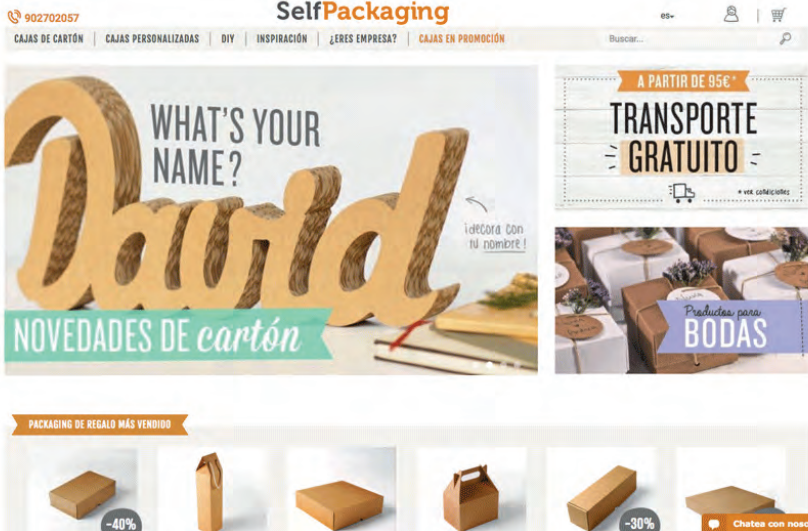 902702057
SelfPackaging
es
CAJAS DE CARTÓN
CAJAS PERSONALIZADAS
DIY
INSPIRACIÓN
¿ERES EMPRESA?
CAJAS EN PROMOCIÓN
Buscar...
WHAT'S YOUR
NAME?
David
¡decora con
tu nombre!
NOVEDADES DE cartón
A PARTIR DE 95€*
TRANSPORTE
GRATUITO
+ ver condiciones
Productos para
BODAS
PACKAGING DE REGALO MÁS VENDIDO
-40%
-30%
Chatea con noso